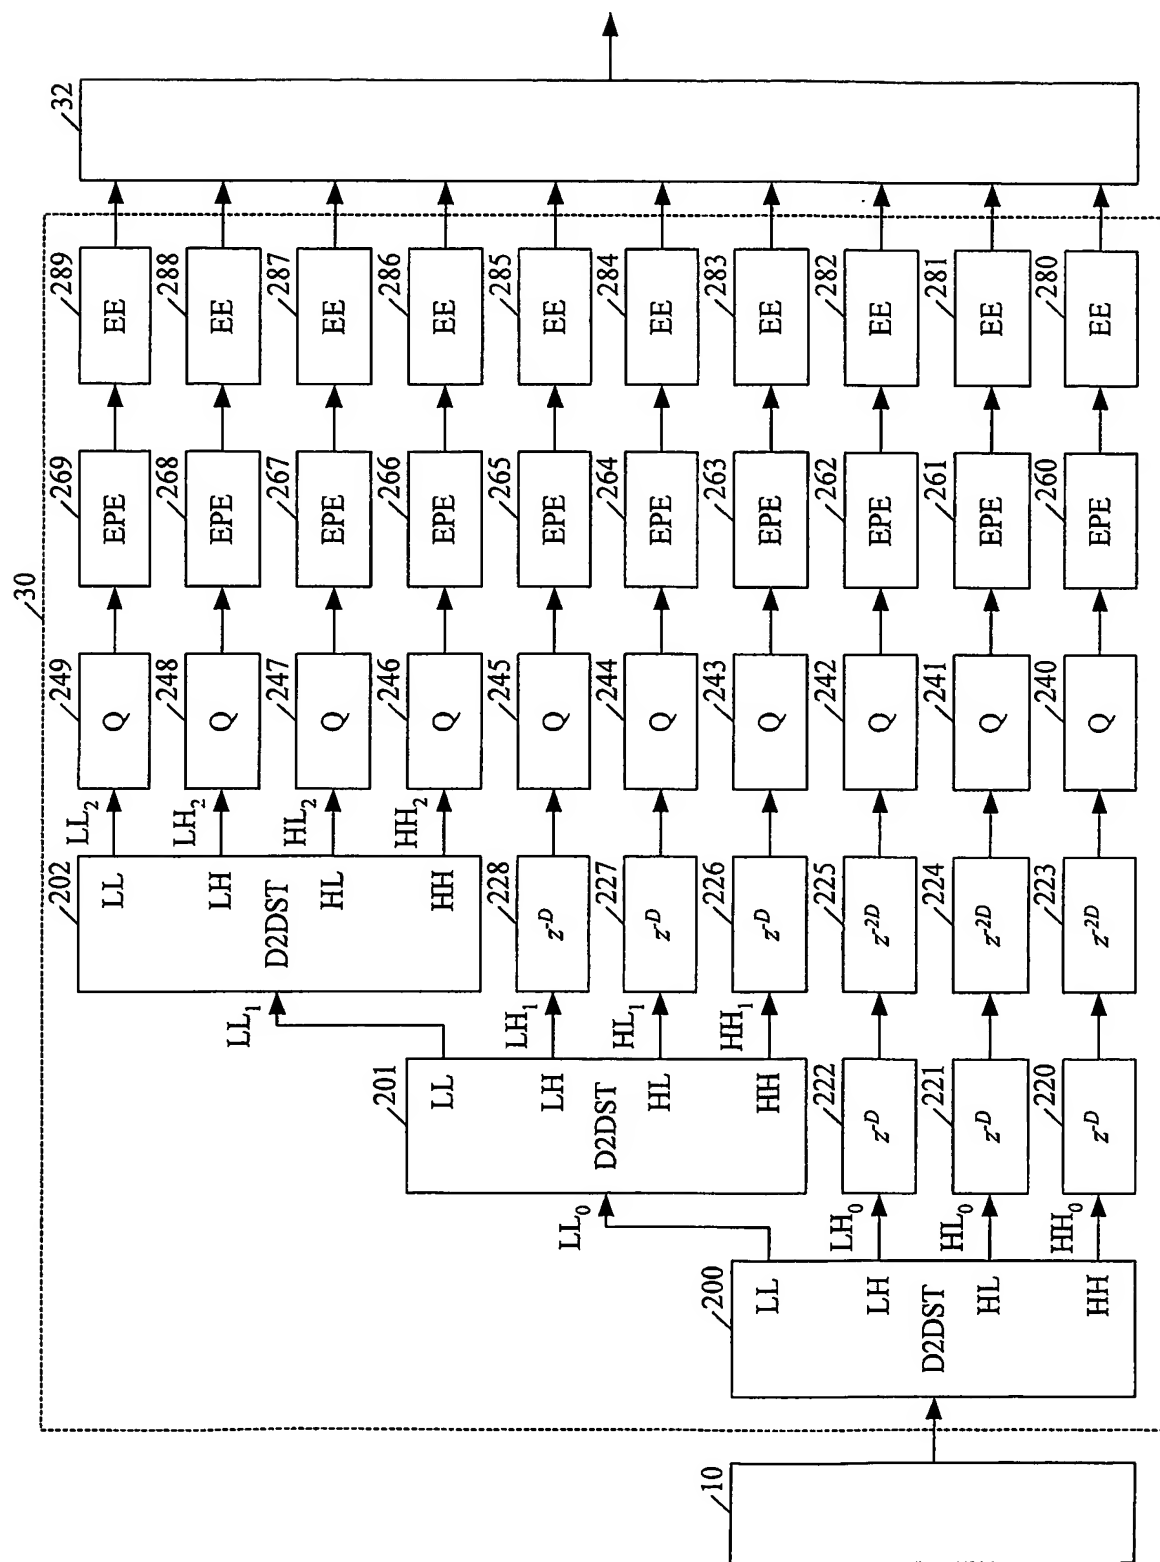 10
30
200
D2DST
LL
LH
HL
HH
LL0
LH0
HL0
HH0
201
D2DST
LL
LH
HL
HH
222
z-D
221
z-D
220
z-D
LL1
LH1
HL1
HH1
202
D2DST
LL
LH
HL
HH
228
z-D
227
z-D
226
z-D
225
z-2D
224
z-2D
223
z-2D
LL2
LH2
HL2
HH2
249
Q
248
Q
247
Q
246
Q
245
Q
244
Q
243
Q
242
Q
241
Q
240
Q
269
EPE
268
EPE
267
EPE
266
EPE
265
EPE
264
EPE
263
EPE
262
EPE
261
EPE
260
EPE
289
EE
288
EE
287
EE
286
EE
285
EE
284
EE
283
EE
282
EE
281
EE
280
EE
32